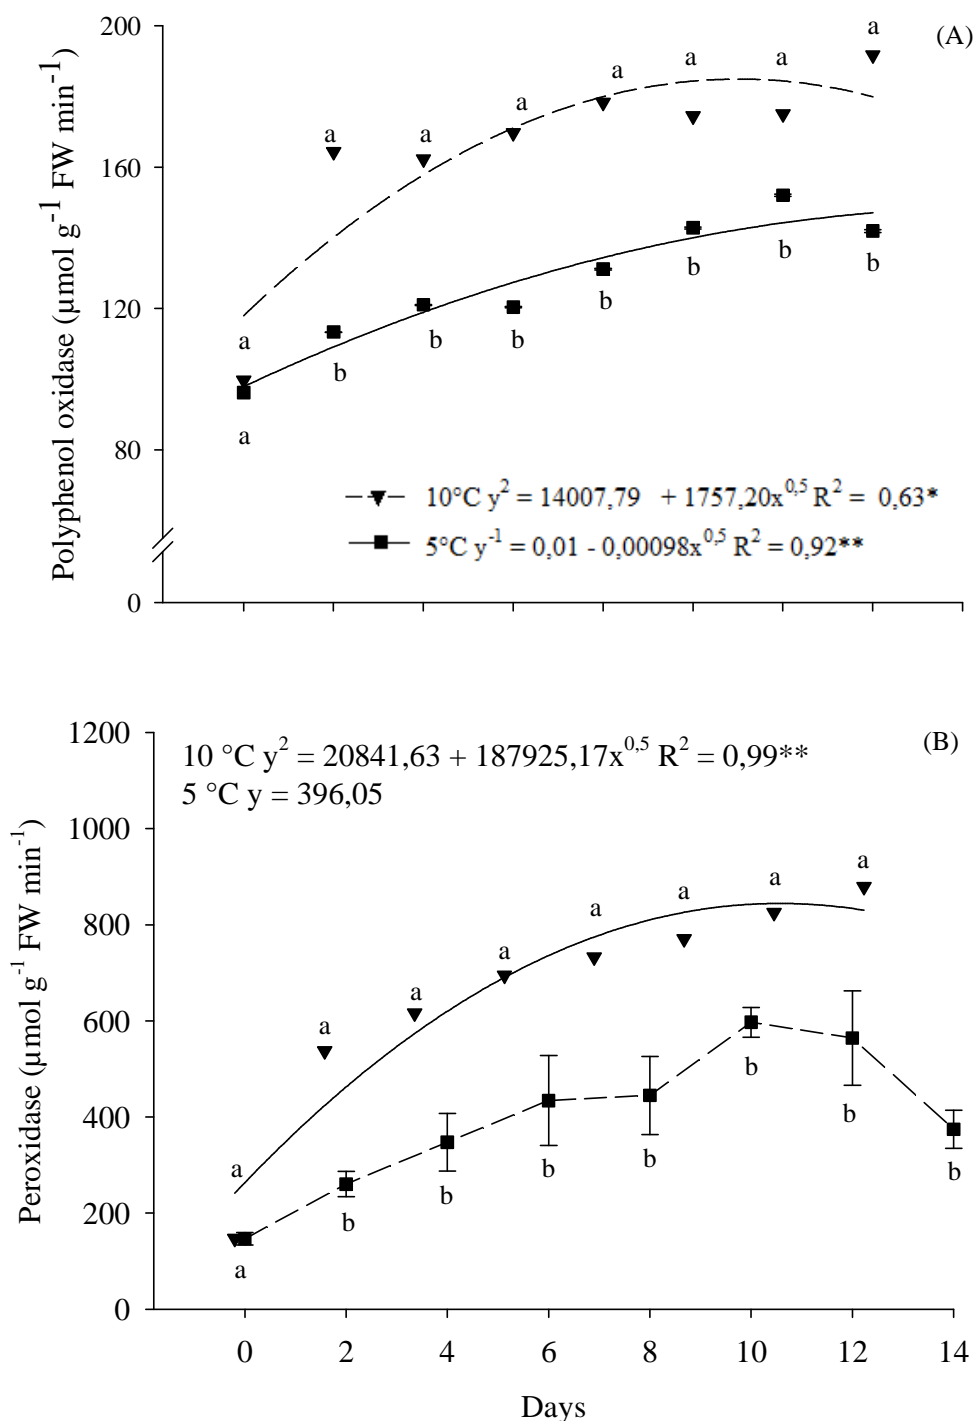 (A)
Polyphenol oxidase (µmol g⁻¹ FW min⁻¹)
200
160
120
80
0
a
a
a
a
a
a
a
a
a
b
b
b
b
b
b
b
10°C y² = 14007,79 + 1757,20x⁰,⁵ R² = 0,63*
5°C y⁻¹ = 0,01 - 0,00098x⁰,⁵ R² = 0,92**
(B)
10 °C y² = 20841,63 + 187925,17x⁰,⁵ R² = 0,99**
5 °C y = 396,05
Peroxidase (µmol g⁻¹ FW min⁻¹)
1200
1000
800
600
400
200
0
a
a
a
a
a
a
a
a
a
b
b
b
b
b
b
b
0 2 4 6 8 10 12 14
Days